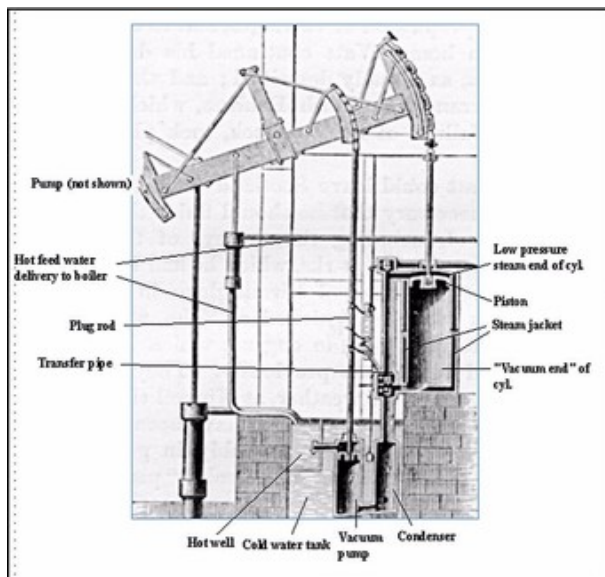 Pump (not shown)
Hot feed water
delivery to boiler
Plug rod
Transfer pipe
Low pressure
steam end of cyl.
Piston
Steam jacket
"Vacuum end" of
cyl.
Hot well
Cold water tank
Vacuum
pump
Condenser